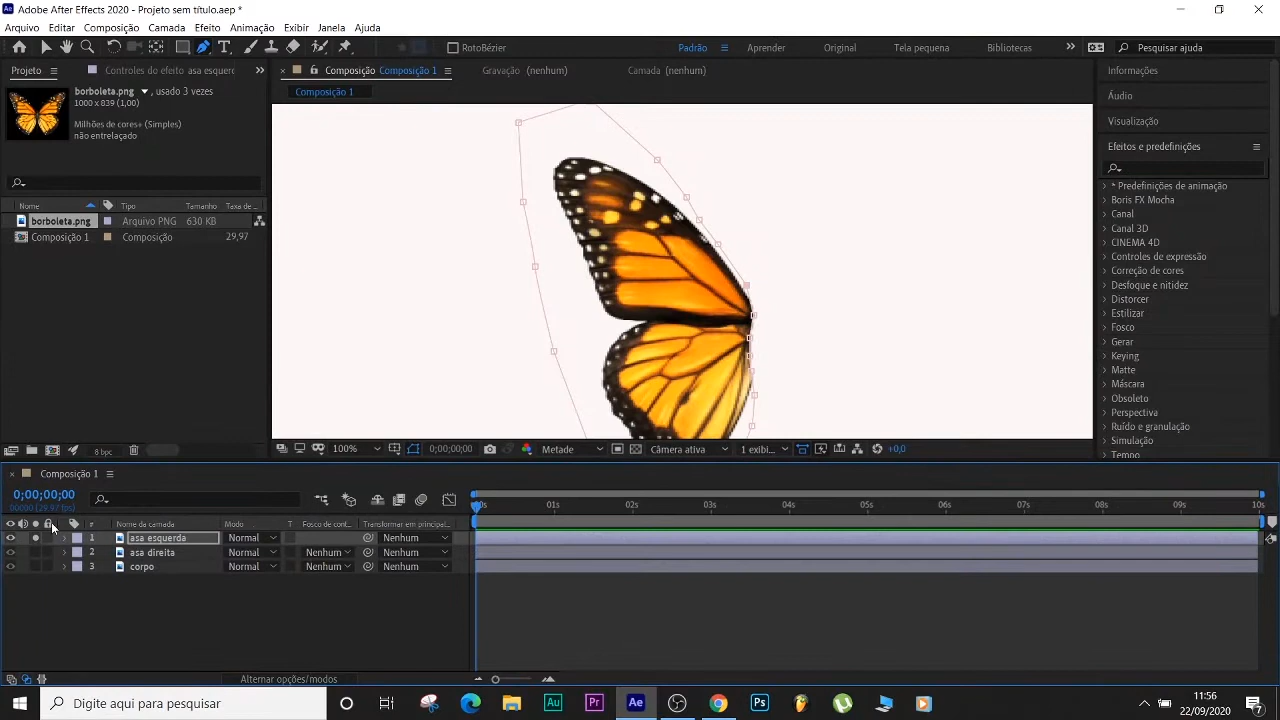 Adobe After Effects 2020 - Projeto sem título.aep *
Arquivo Editar Composição Camada Efeito Animação Exibir Janela Ajuda
RotoBézier Padrão Aprender Original Tela pequena Bibliotecas Pesquisar ajuda
Projeto Controles do efeito asa esquer
borboleta.png , usado 3 vezes
1000 x 839 (1,00)
Milhões de cores+ (Simples)
não entrelaçado
Nome Tipo Tamanho Taxa de ...
borboleta.png Arquivo PNG 630 KB
Composição 1 Composição 29,97
8 bpc
Composição Composição 1 Gravação (nenhum) Camada (nenhum)
Composição 1
100% 0;00;00;00 Metade Câmera ativa 1 exibi... +0,0
Informações
Áudio
Visualização
Efeitos e predefinições
* Predefinições de animação
Boris FX Mocha
Canal
Canal 3D
CINEMA 4D
Controles de expressão
Correção de cores
Desfoque e nitidez
Distorcer
Estilizar
Fosco
Gerar
Keying
Matte
Máscara
Obsoleto
Perspectiva
Ruído e granulação
Simulação
Tempo
Composição 1
0;00;00;00
00000 (29.97 fps)
# Nome da camada Modo T Fosco de cont... Transformar em principal...
1 asa esquerda Normal Nenhum
2 asa direita Normal Nenhum Nenhum
3 corpo Normal Nenhum Nenhum
00s 01s 02s 03s 04s 05s 06s 07s 08s 09s 10s
Alternar opções/modos
Digite aqui para pesquisar
Au Pr Ae Ps
11:56
22/09/2020